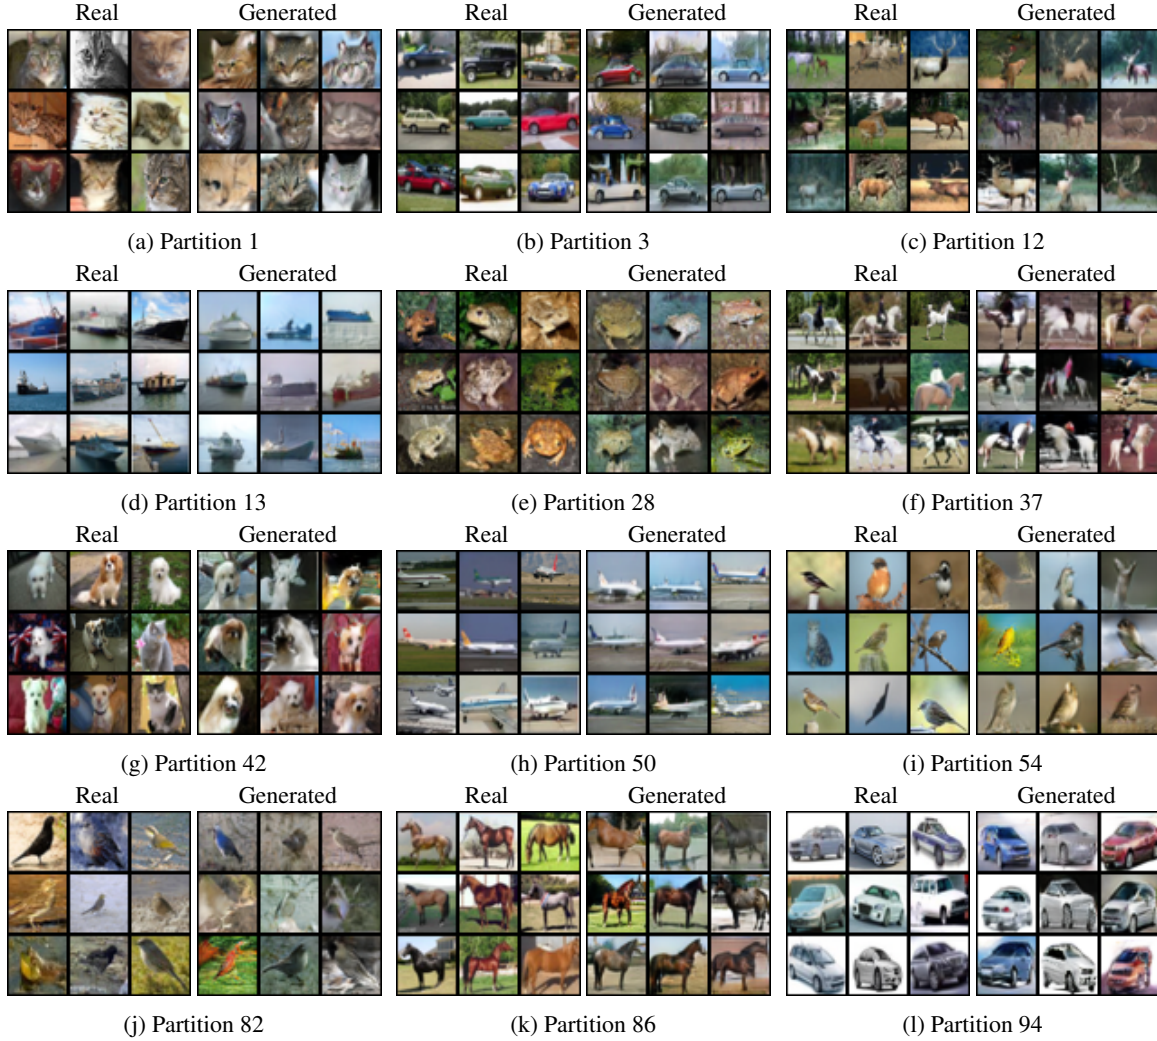 Real Generated Real Generated Real Generated
(a) Partition 1 (b) Partition 3 (c) Partition 12
Real Generated Real Generated Real Generated
(d) Partition 13 (e) Partition 28 (f) Partition 37
Real Generated Real Generated Real Generated
(g) Partition 42 (h) Partition 50 (i) Partition 54
Real Generated Real Generated Real Generated
(j) Partition 82 (k) Partition 86 (l) Partition 94